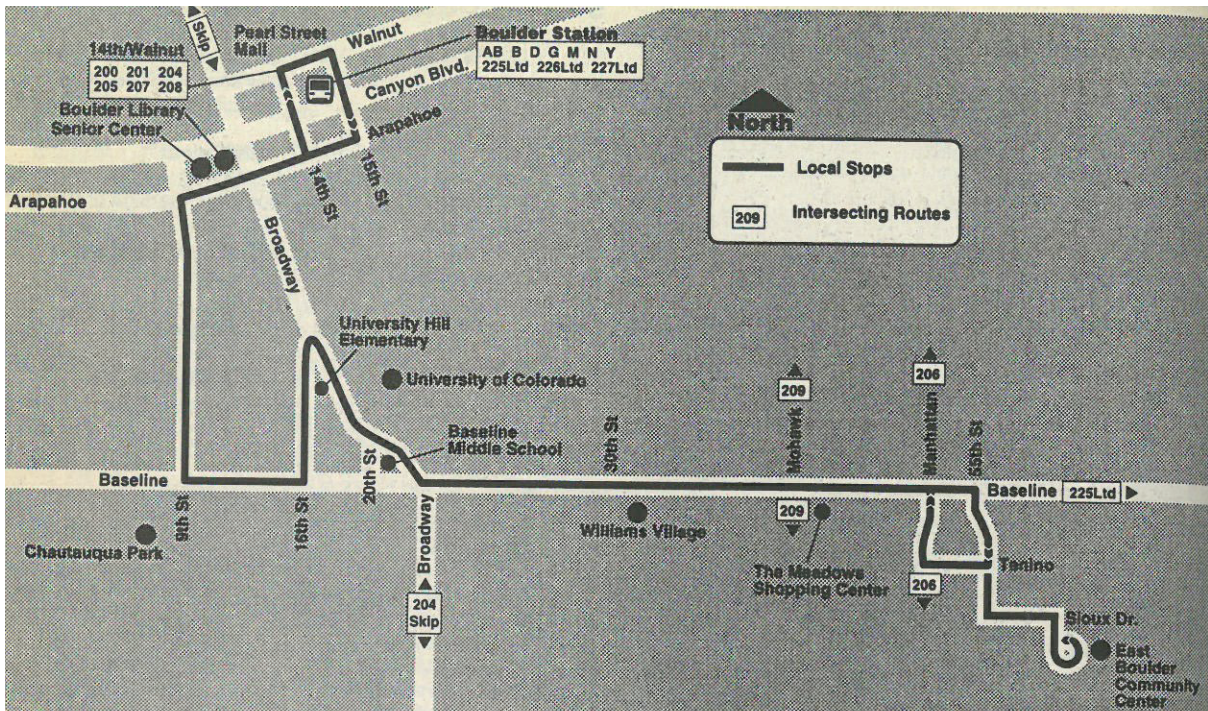 Skip
Pearl Street
Mall
Walnut
Boulder Station
AB B D G M N Y
225Ltd 226Ltd 227Ltd
14th/Walnut
200 201 204
205 207 208
Canyon Blvd.
Boulder Library
Senior Center
Arapahoe
14th St
15th St
Arapahoe
North
Local Stops
209
Intersecting Routes
Broadway
University Hill
Elementary
University of Colorado
209
206
Baseline
Middle School
Baseline
9th St
16th St
20th St
30th St
Mohawk
Manhattan
55th St
Baseline
225Ltd
Chautauqua Park
Broadway
204
Skip
Williams Village
209
The Meadows
Shopping Center
206
Tenino
Sioux Dr.
East
Boulder
Community
Center